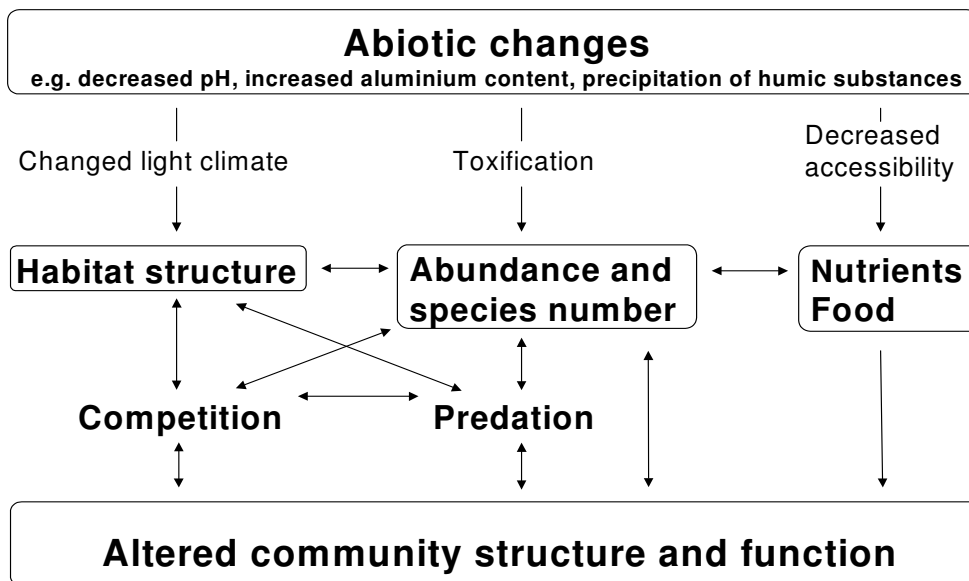 Abiotic changes
e.g. decreased pH, increased aluminium content, precipitation of humic substances
Changed light climate
Toxification
Decreased
accessibility
Habitat structure
Abundance and
species number
Nutrients
Food
Competition
Predation
Altered community structure and function